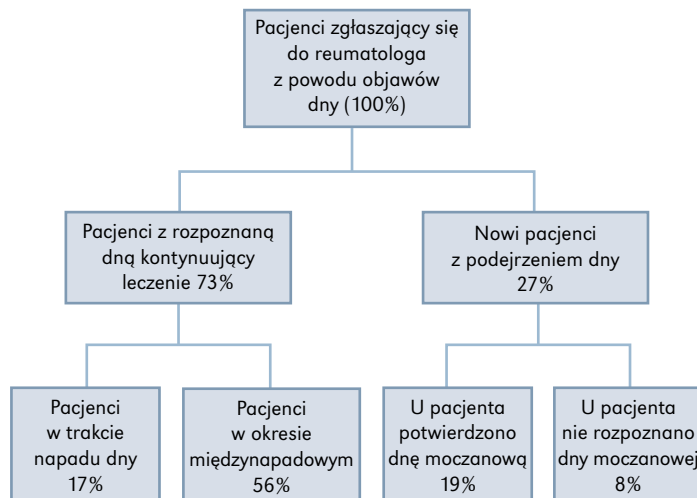 Pacjenci zgłaszający się
do reumatologa
z powodu objawów
dny (100%)
Pacjenci z rozpoznaną
dną kontynuujący
leczenie 73%
Nowi pacjenci
z podejrzeniem dny
27%
Pacjenci
w trakcie
napadu dny
17%
Pacjenci
w okresie
międzynapadowym
56%
U pacjenta
potwierdzono
dnę moczanową
19%
U pacjenta
nie rozpoznano
dny moczanowej
8%